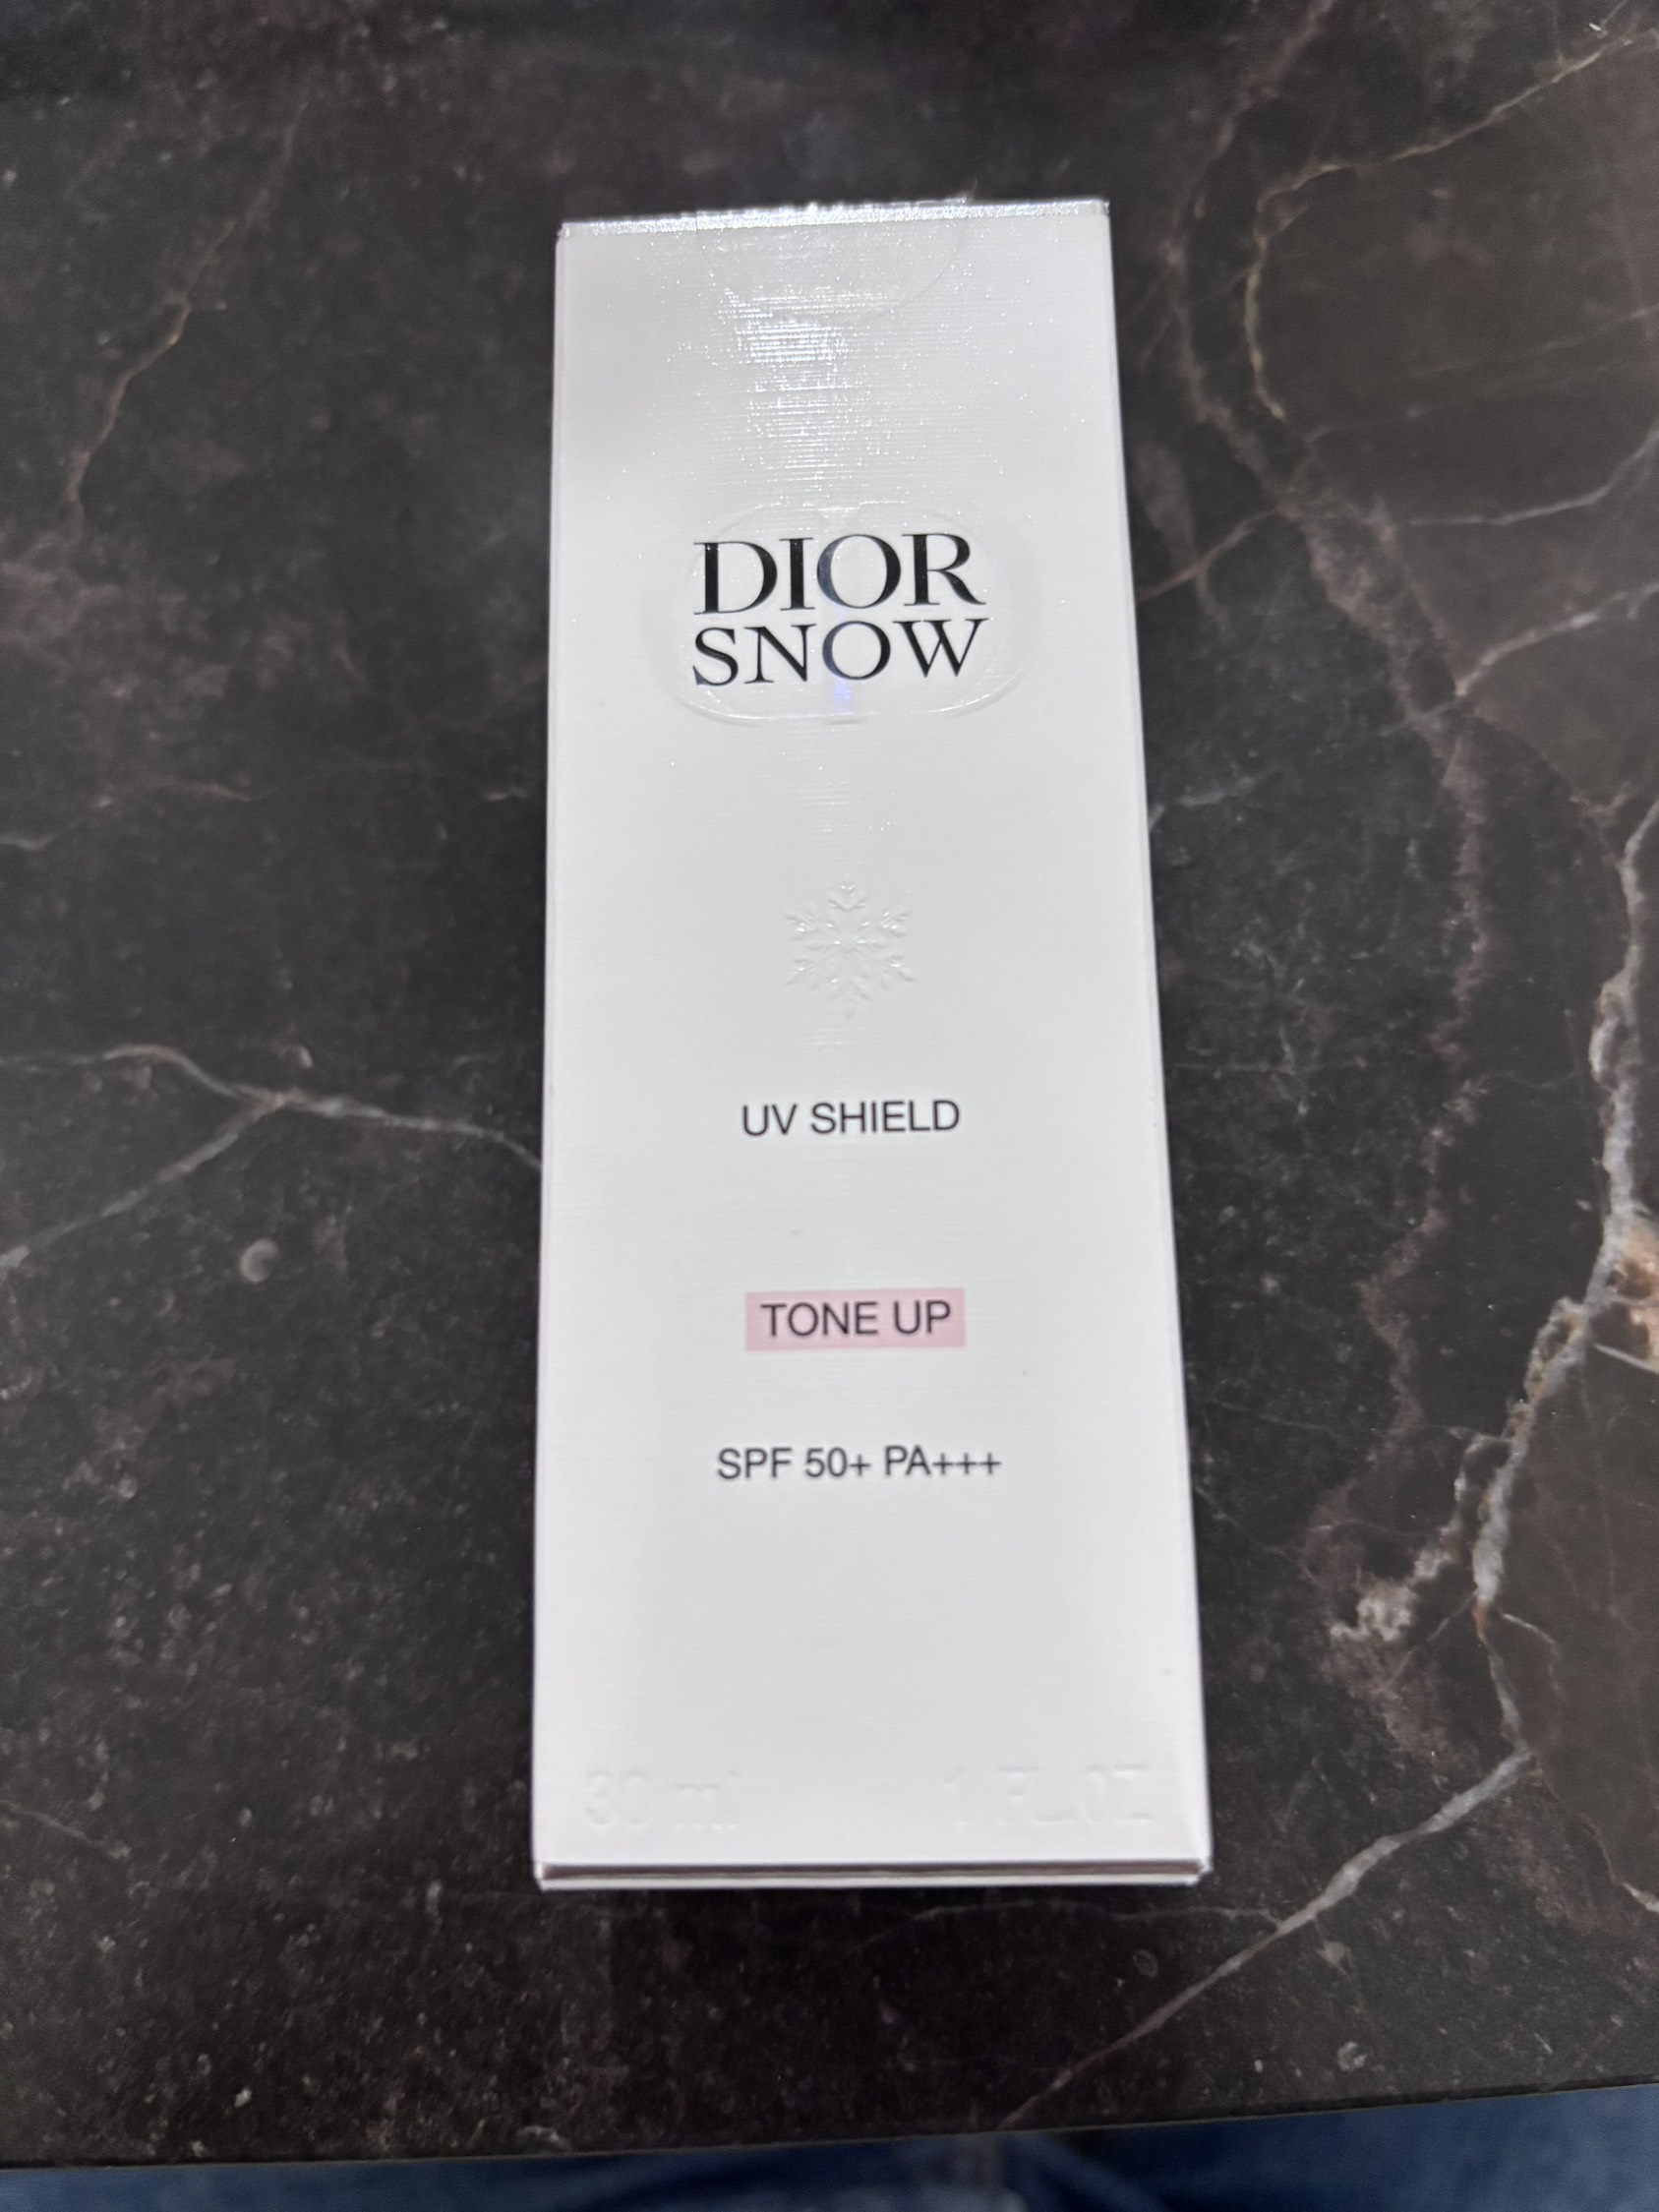 DIOR
SNOW
UV SHIELD
TONE UP
SPF 50+ PA+++
30 ml 1 FL.OZ